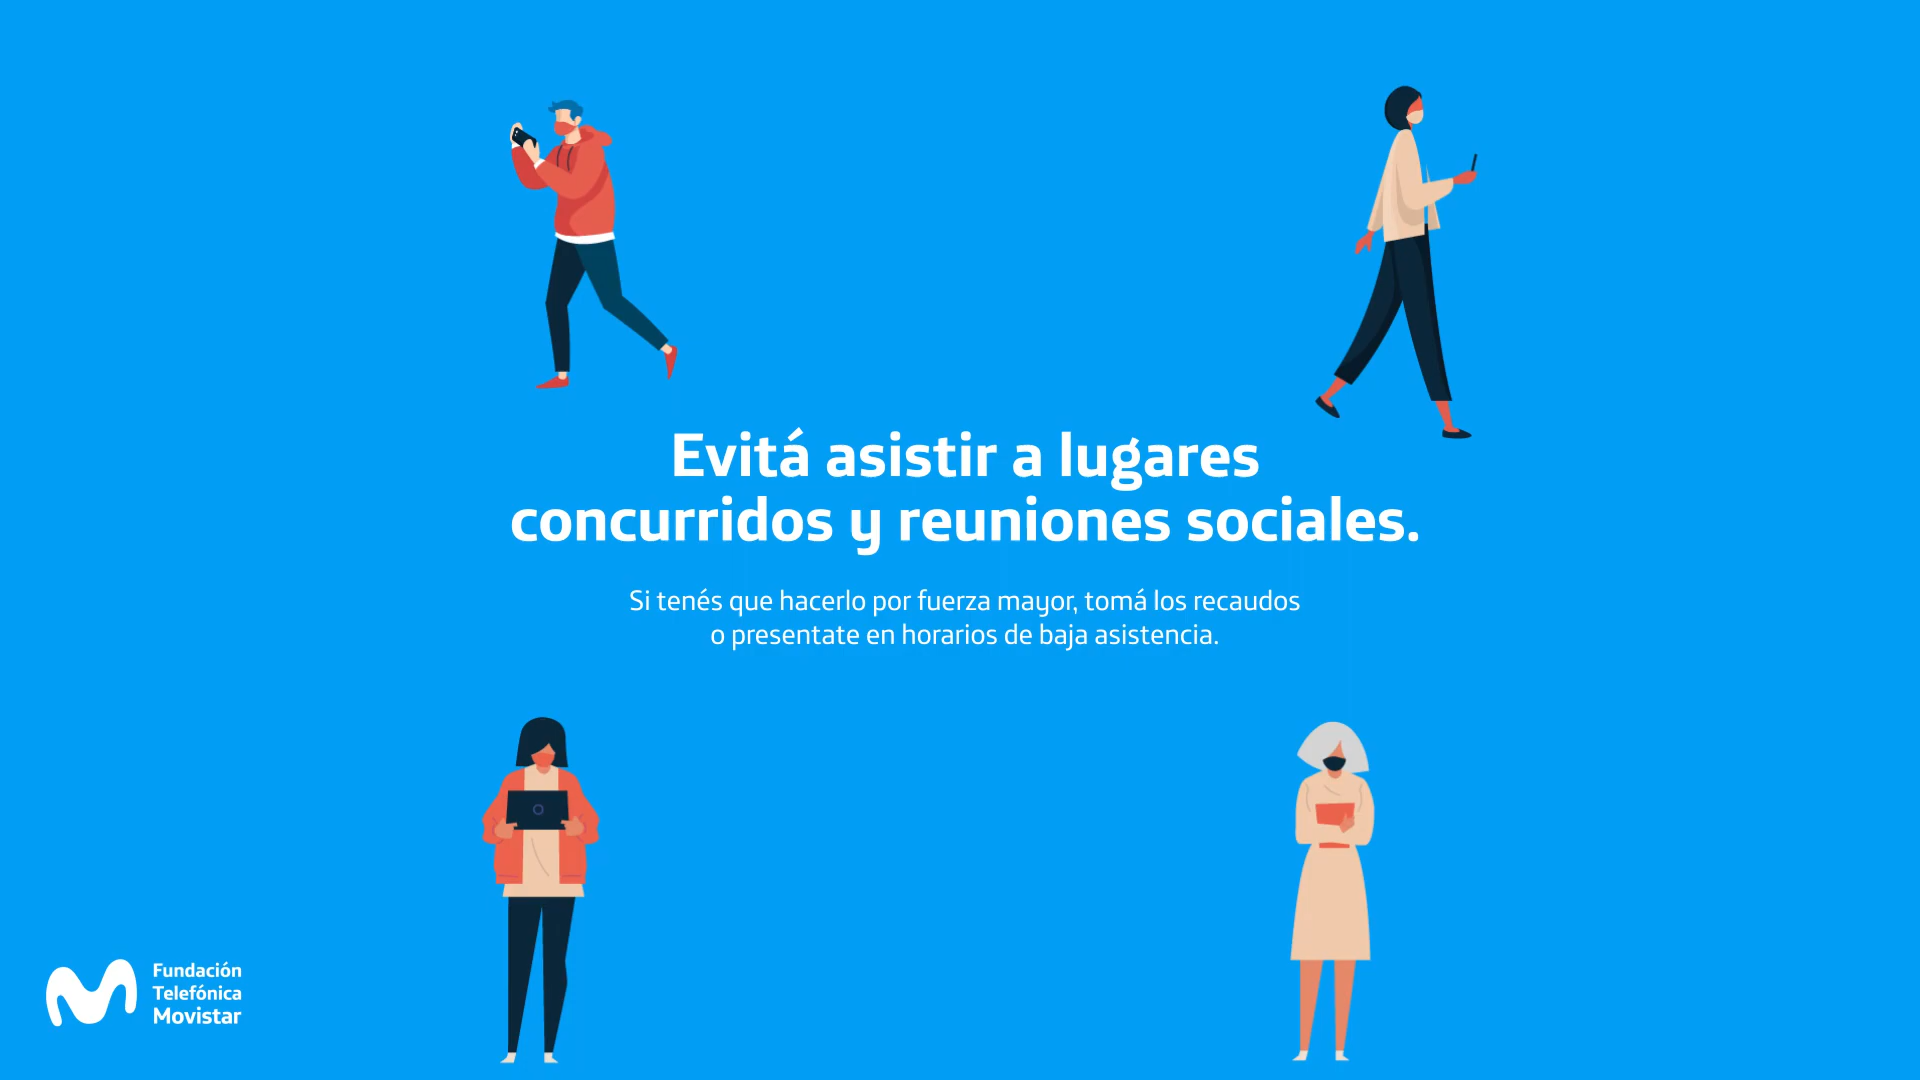 Evitá asistir a lugares
concurridos y reuniones sociales.
Si tenés que hacerlo por fuerza mayor, tomá los recaudos
o presentate en horarios de baja asistencia.
Fundación
Telefónica
Movistar